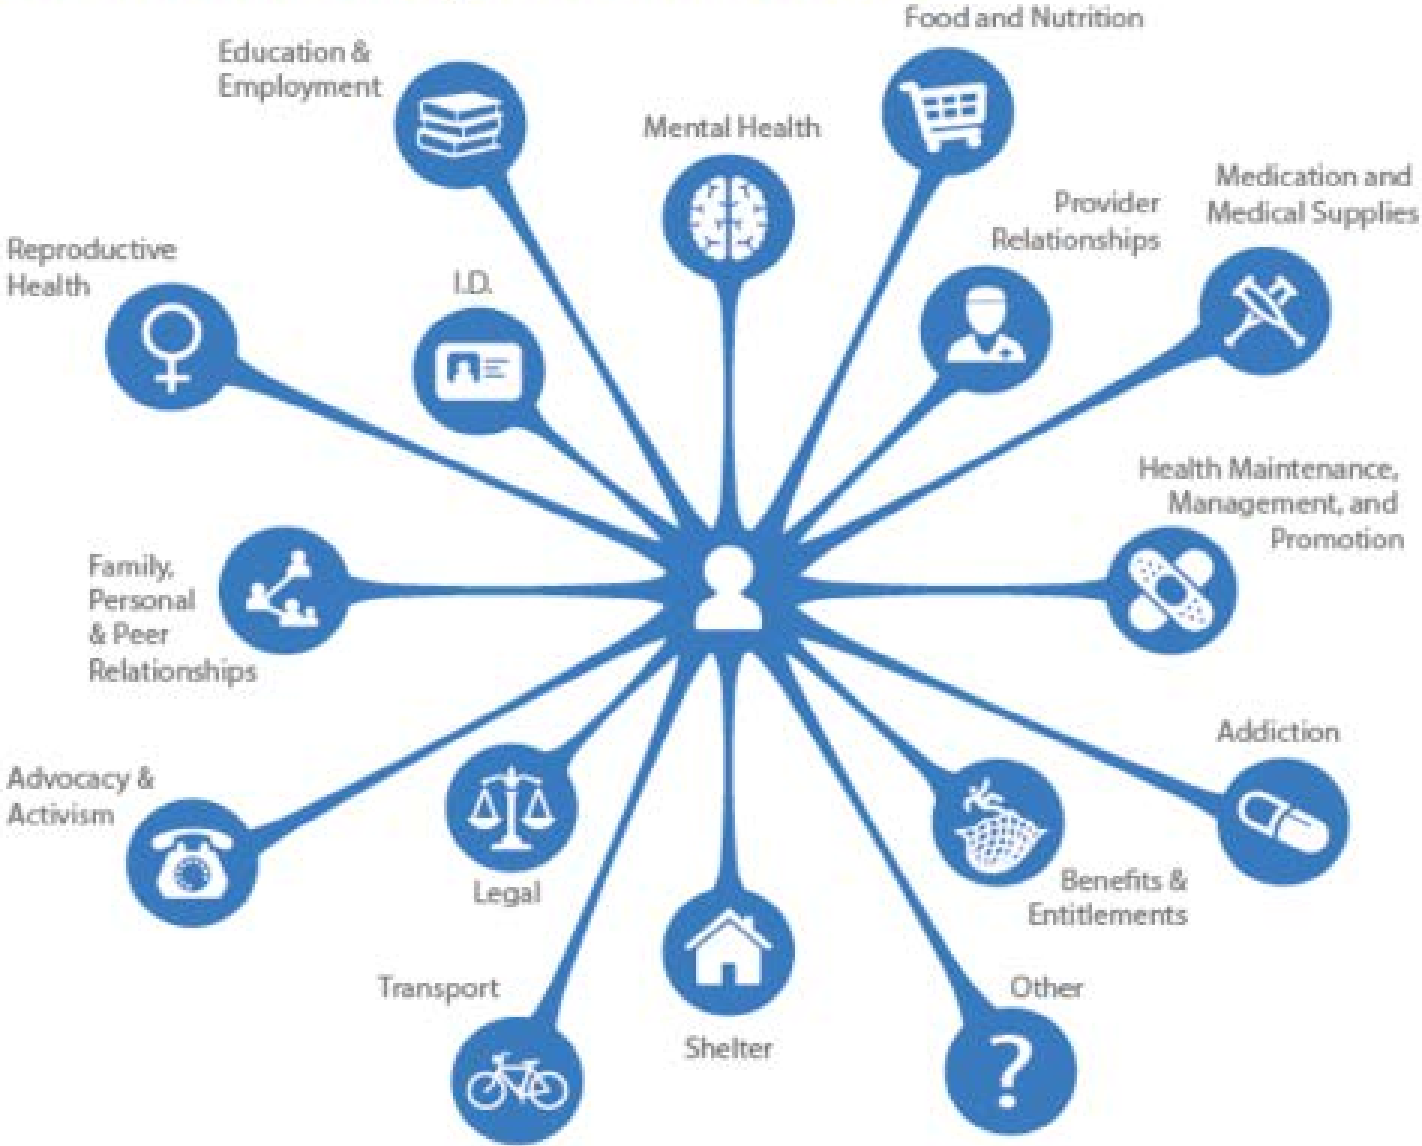 Food and Nutrition
Education &
Employment
Mental Health
Medication and
Medical Supplies
Provider
Relationships
Reproductive
Health
I.D.
Health Maintenance,
Management, and
Promotion
Family,
Personal
& Peer
Relationships
Addiction
Advocacy &
Activism
Legal
Benefits &
Entitlements
Transport
Other
?
Shelter